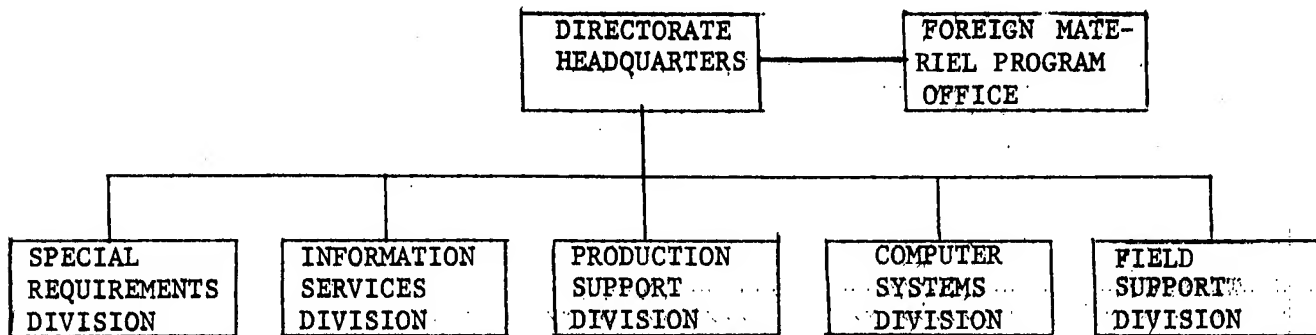 DIRECTORATE
HEADQUARTERS
FOREIGN MATE-
RIEL PROGRAM
OFFICE
SPECIAL
REQUIREMENTS
DIVISION
INFORMATION
SERVICES
DIVISION
PRODUCTION
SUPPORT
DIVISION
COMPUTER
SYSTEMS
DIVISION
FIELD
SUPPORT
DIVISION